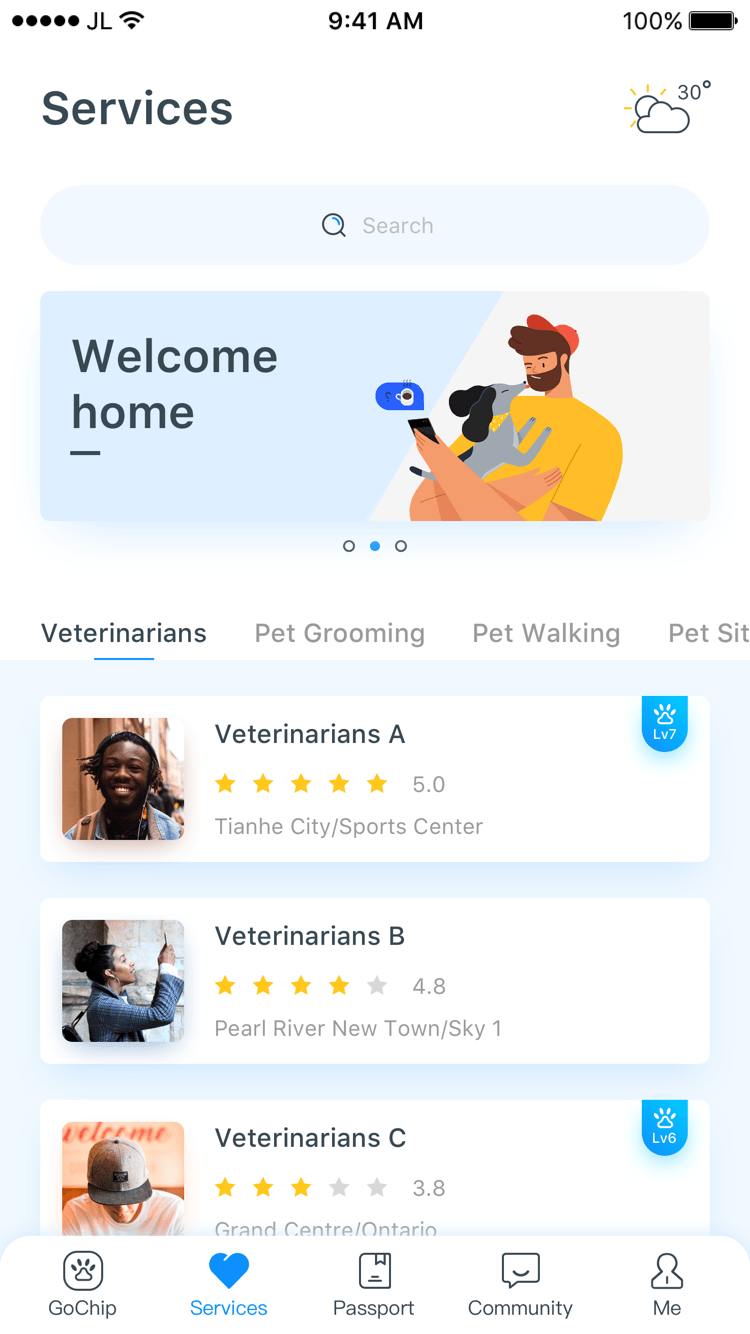 JL 9:41 AM 100%
Services
30°
Search
Welcome
home
Veterinarians Pet Grooming Pet Walking Pet Sit
Veterinarians A
Lv7
5.0
Tianhe City/Sports Center
Veterinarians B
4.8
Pearl River New Town/Sky 1
welcome
Veterinarians C
Lv6
3.8
Grand Centre/Ontario
GoChip Services Passport Community Me